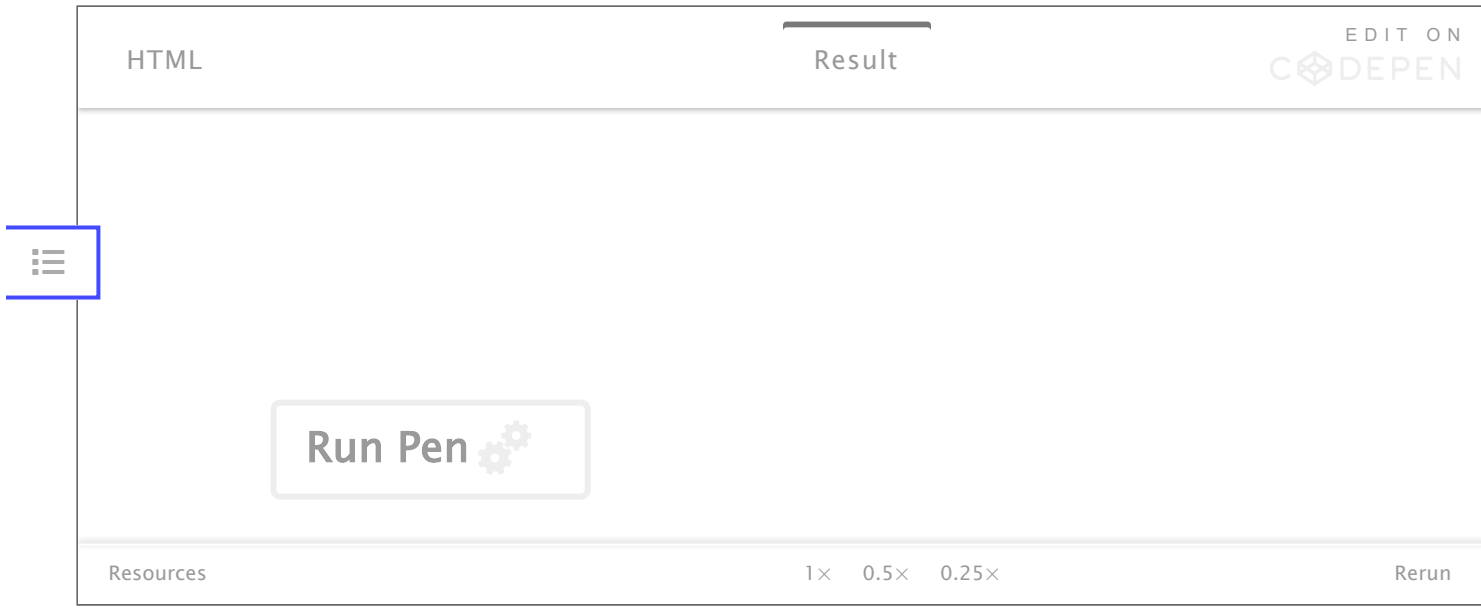 HTML
Result
EDIT ON
CODEPEN
Run Pen
Resources
1×
0.5×
0.25×
Rerun